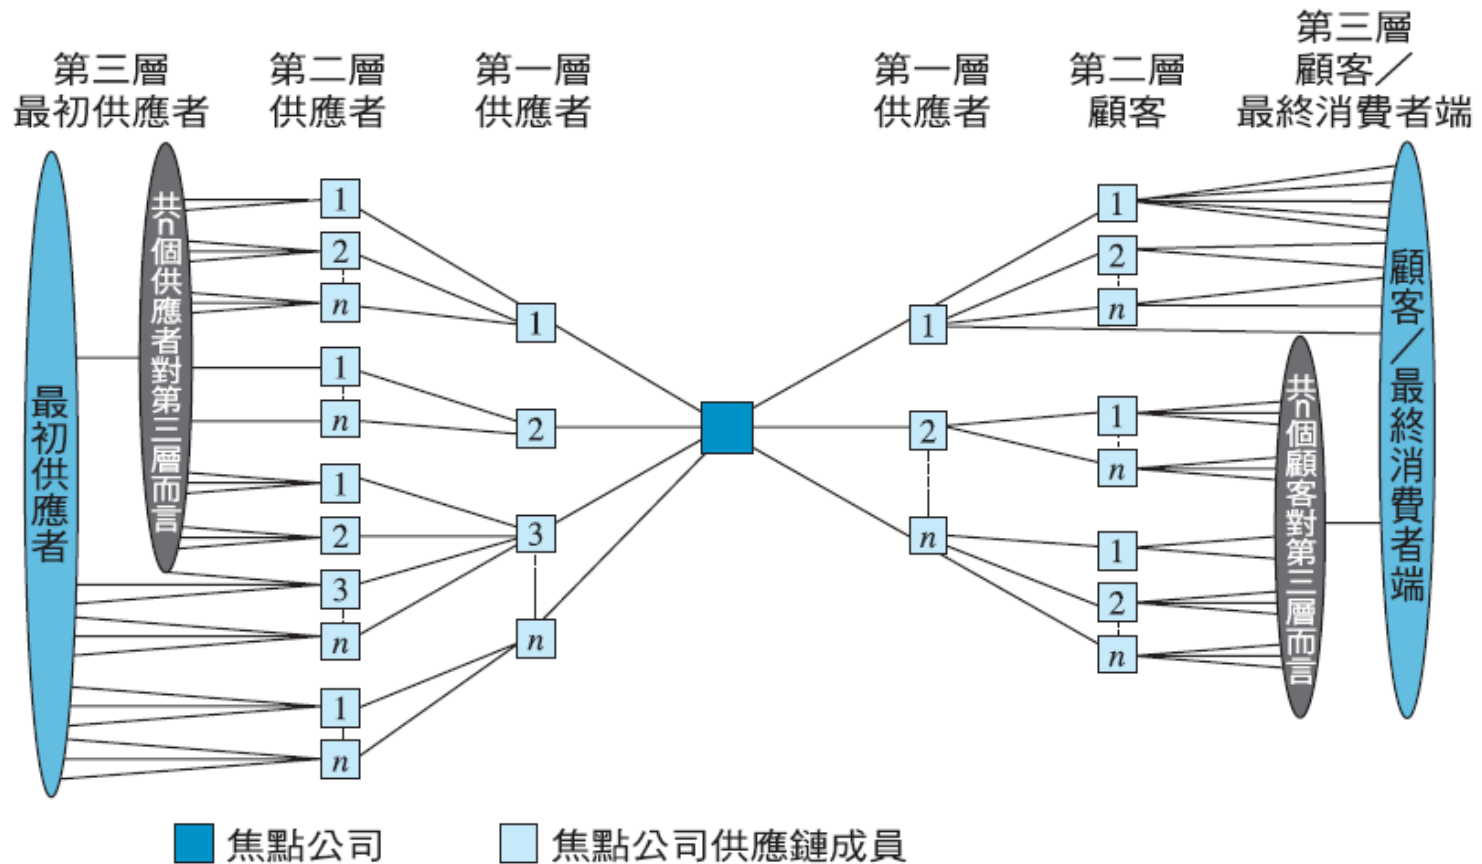 第三層
最初供應者
第二層
供應者
第一層
供應者
第一層
供應者
第二層
顧客
第三層
顧客／
最終消費者端
最初供應者
共n個供應者對第三層而言
1
2
n
1
n
1
2
3
n
1
n
1
2
3
n
1
2
n
1
2
n
1
n
1
2
n
共n個顧客對第三層而言
顧客／最終消費者端
焦點公司
焦點公司供應鏈成員